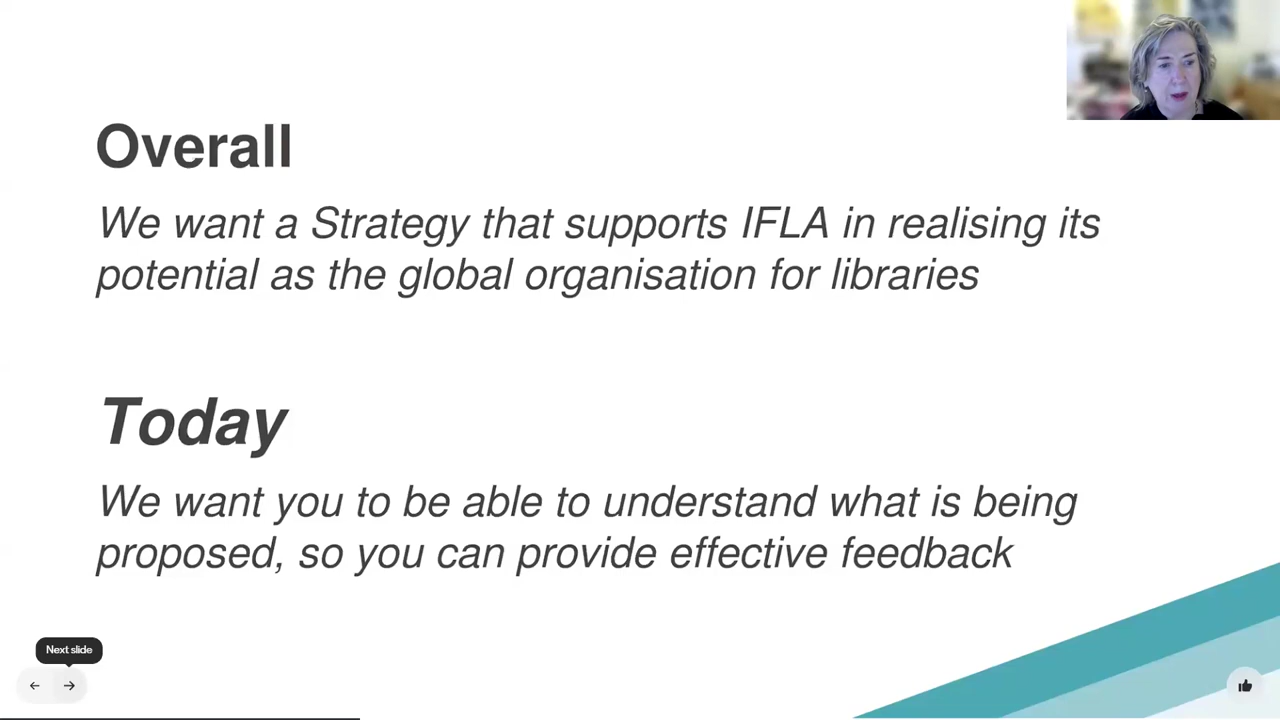 Overall
We want a Strategy that supports IFLA in realising its
potential as the global organisation for libraries
Today
We want you to be able to understand what is being
proposed, so you can provide effective feedback
Next slide